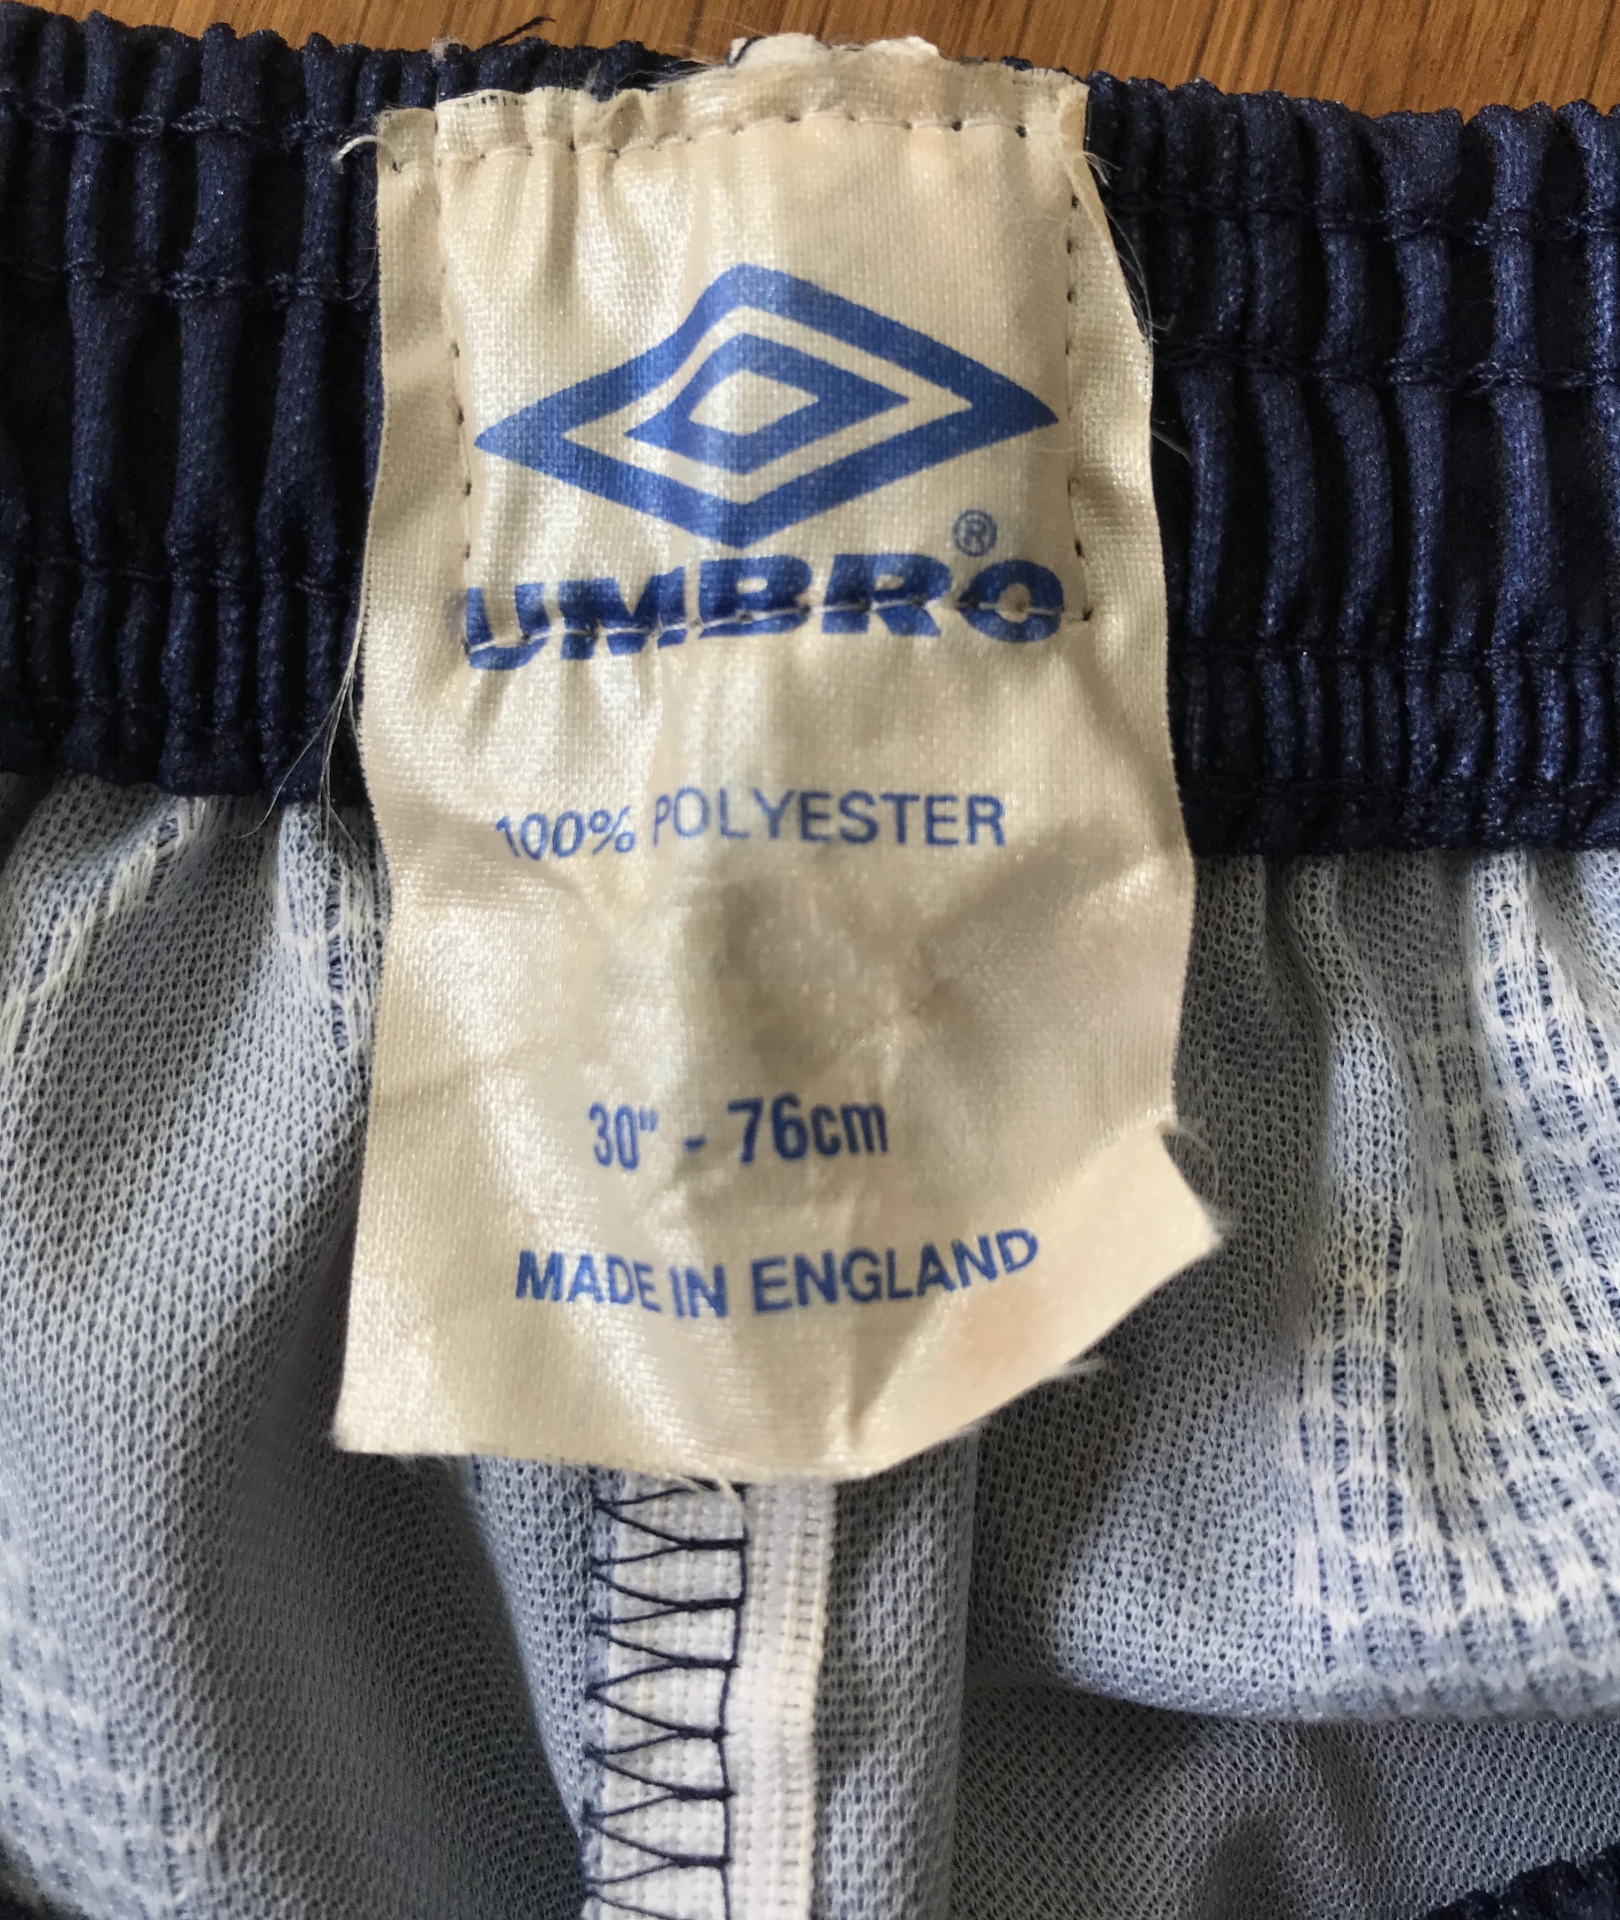 ®
UMBRO
100% POLYESTER
30" - 76cm
MADE IN ENGLAND